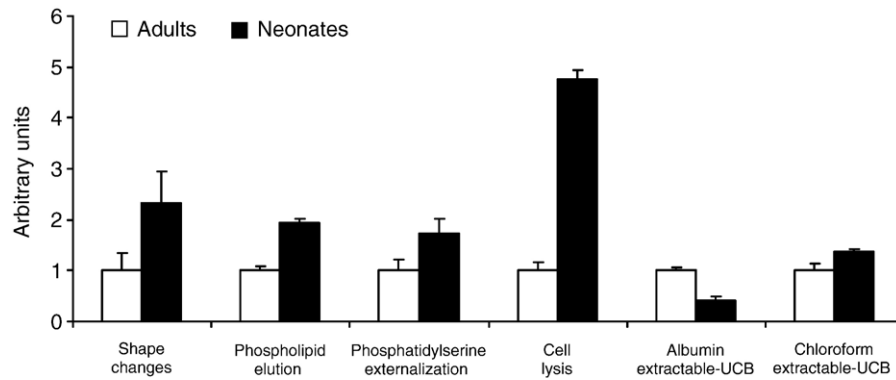 6
Adults Neonates
5
4
3
2
1
0
Arbitrary units
Shape
changes
Phospholipid
elution
Phosphatidylserine
externalization
Cell
lysis
Albumin
extractable-UCB
Chloroform
extractable-UCB